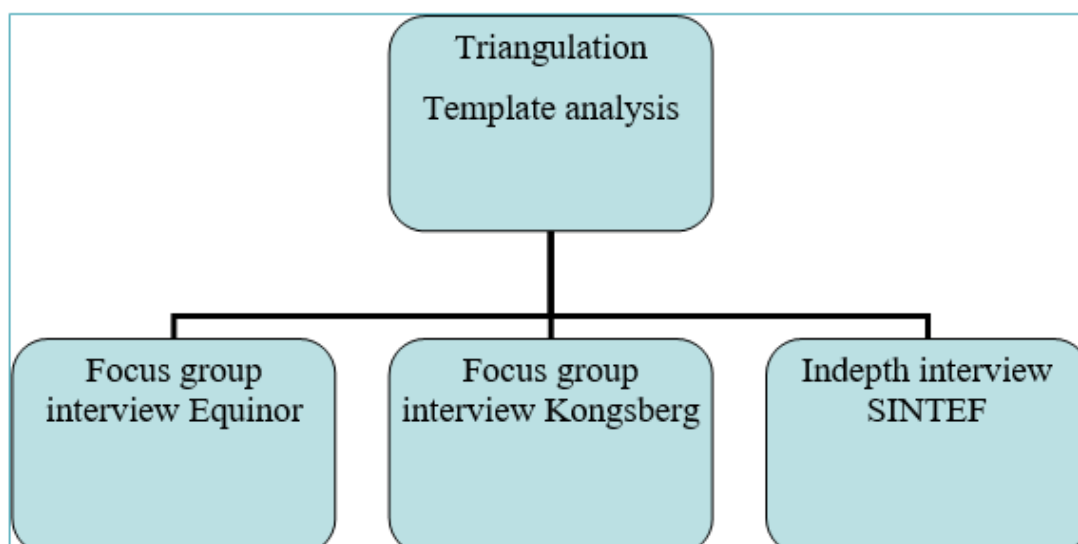 Triangulation
Template analysis
Focus group
interview Equinor
Focus group
interview Kongsberg
Indepth interview
SINTEF